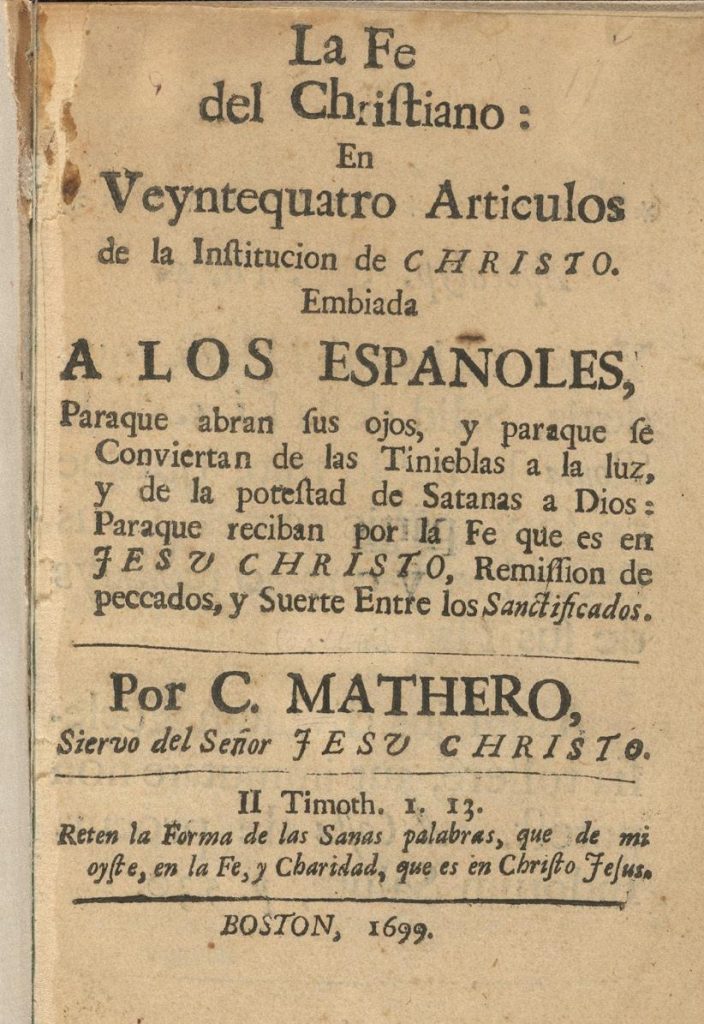 La Fe
del Chriſtiano :
En
Veyntequatro Articulos
de la Inſtitucion de CHRISTO.
Embiada
A LOS ESPAÑOLES,
Paraque abran ſus ojos, y paraque ſe
Conviertan de las Tinieblas a la luz,
y de la poteſtad de Satanas a Dios :
Paraque reciban por la Fe que es en
JESU CHRISTO, Remiſſion de
peccados, y Suerte Entre los Sanctificados.
Por C. MATHERO,
Siervo del Señor JESU CHRISTO.
II Timoth. 1. 13.
Reten la Forma de las Sanas palabras, que de mi
oyſte, en la Fe, y Charidad, que es en Chriſto Jeſus.
BOSTON, 1699.